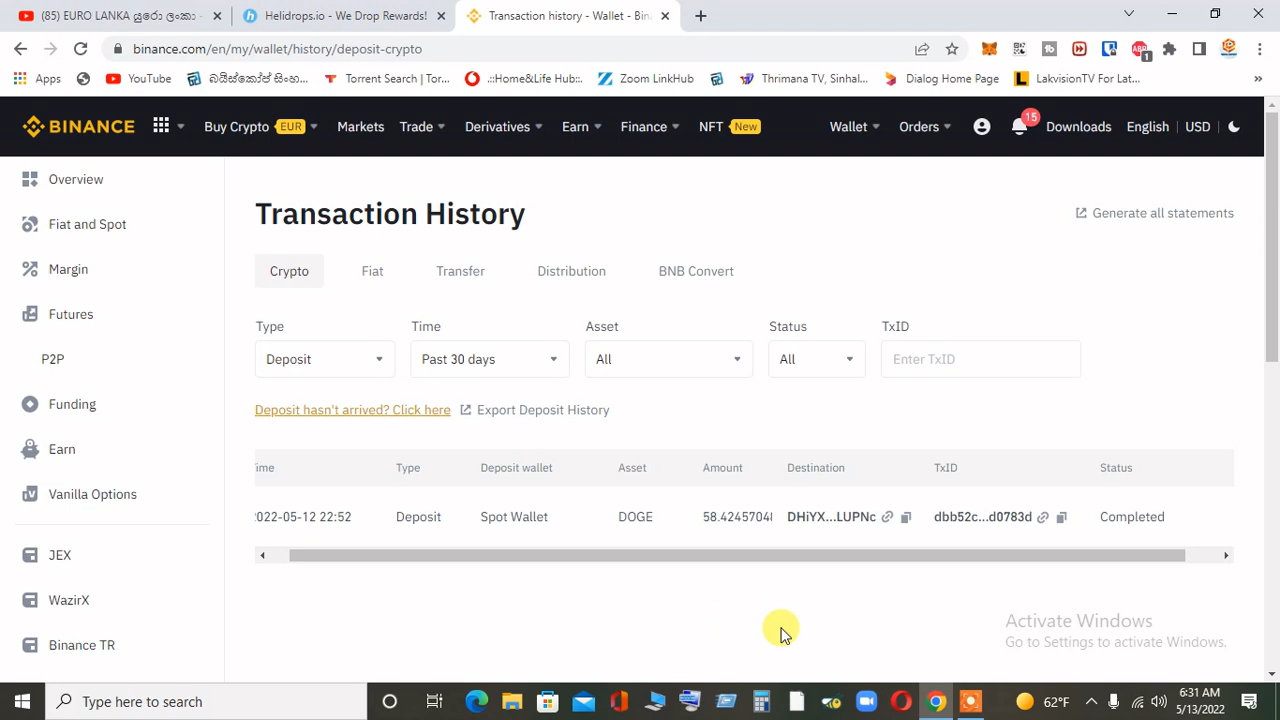 (85) EURO LANKA යුරෝ ලංකා -
Helidrops.io - We Drop Rewards!
Transaction history - Wallet - Bin
binance.com/en/my/wallet/history/deposit-crypto
1
Apps
YouTube
බයිස්කෝප් සිංහ...
Torrent Search | Tor...
.::Home&Life Hub::.
Zoom LinkHub
Thrimana TV, Sinhal...
Dialog Home Page
LakvisionTV For Lat...
»
BINANCE
Buy Crypto EUR
Markets
Trade
Derivatives
Earn
Finance
NFT New
Wallet
Orders
15
Downloads
English
USD
Overview
Fiat and Spot
Margin
Futures
P2P
Funding
Earn
Vanilla Options
JEX
WazirX
Binance TR
Transaction History
Generate all statements
Crypto Fiat Transfer Distribution BNB Convert
Type Time Asset Status TxID
Deposit Past 30 days All All Enter TxID
Deposit hasn't arrived? Click here Export Deposit History
ime Type Deposit wallet Asset Amount Destination TxID Status
2022-05-12 22:52 Deposit Spot Wallet DOGE 58.42457048 DHiYX...LUPNc dbb52c...d0783d Completed
Activate Windows
Go to Settings to activate Windows.
Type here to search
62°F
6:31 AM
5/13/2022